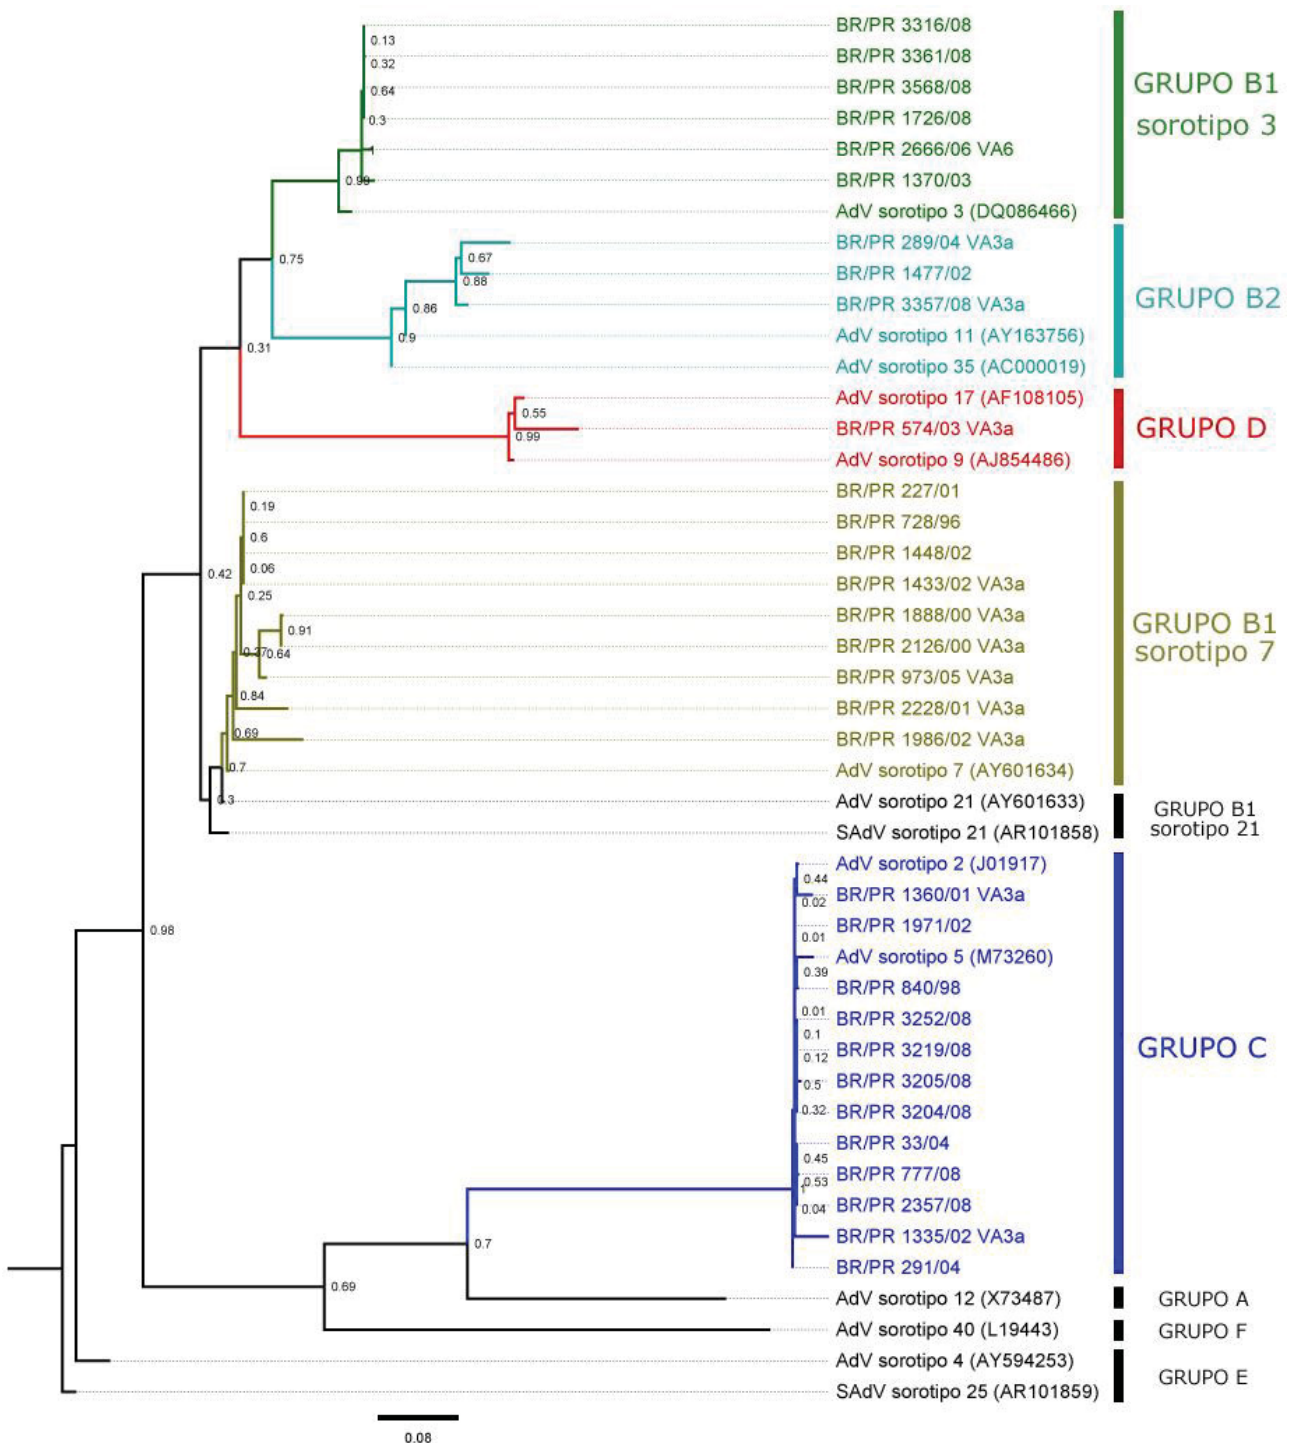 BR/PR 3316/08
0.13
BR/PR 3361/08
0.32
BR/PR 3568/08
0.64
BR/PR 1726/08
0.3
BR/PR 2666/06 VA6
1
BR/PR 1370/03
0.99
AdV sorotipo 3 (DQ086466)
GRUPO B1
sorotipo 3
0.75
BR/PR 289/04 VA3a
0.67
BR/PR 1477/02
0.88
BR/PR 3357/08 VA3a
0.86
AdV sorotipo 11 (AY163756)
0.9
AdV sorotipo 35 (AC000019)
GRUPO B2
0.31
AdV sorotipo 17 (AF108105)
0.55
BR/PR 574/03 VA3a
0.99
AdV sorotipo 9 (AJ854486)
GRUPO D
BR/PR 227/01
0.19
BR/PR 728/96
0.6
BR/PR 1448/02
0.06
0.42
BR/PR 1433/02 VA3a
0.25
BR/PR 1888/00 VA3a
0.91
BR/PR 2126/00 VA3a
0.37
0.64
BR/PR 973/05 VA3a
0.84
BR/PR 2228/01 VA3a
0.69
BR/PR 1986/02 VA3a
0.7
AdV sorotipo 7 (AY601634)
GRUPO B1
sorotipo 7
0.3
AdV sorotipo 21 (AY601633)
SAdV sorotipo 21 (AR101858)
GRUPO B1
sorotipo 21
0.98
AdV sorotipo 2 (J01917)
0.44
BR/PR 1360/01 VA3a
0.02
BR/PR 1971/02
0.01
AdV sorotipo 5 (M73260)
0.39
BR/PR 840/98
0.01
BR/PR 3252/08
0.1
BR/PR 3219/08
0.12
BR/PR 3205/08
0.5
BR/PR 3204/08
0.32
BR/PR 33/04
0.45
BR/PR 777/08
0.53
1
BR/PR 2357/08
0.04
BR/PR 1335/02 VA3a
BR/PR 291/04
GRUPO C
0.7
0.69
AdV sorotipo 12 (X73487)
GRUPO A
AdV sorotipo 40 (L19443)
GRUPO F
AdV sorotipo 4 (AY594253)
SAdV sorotipo 25 (AR101859)
GRUPO E
0.08